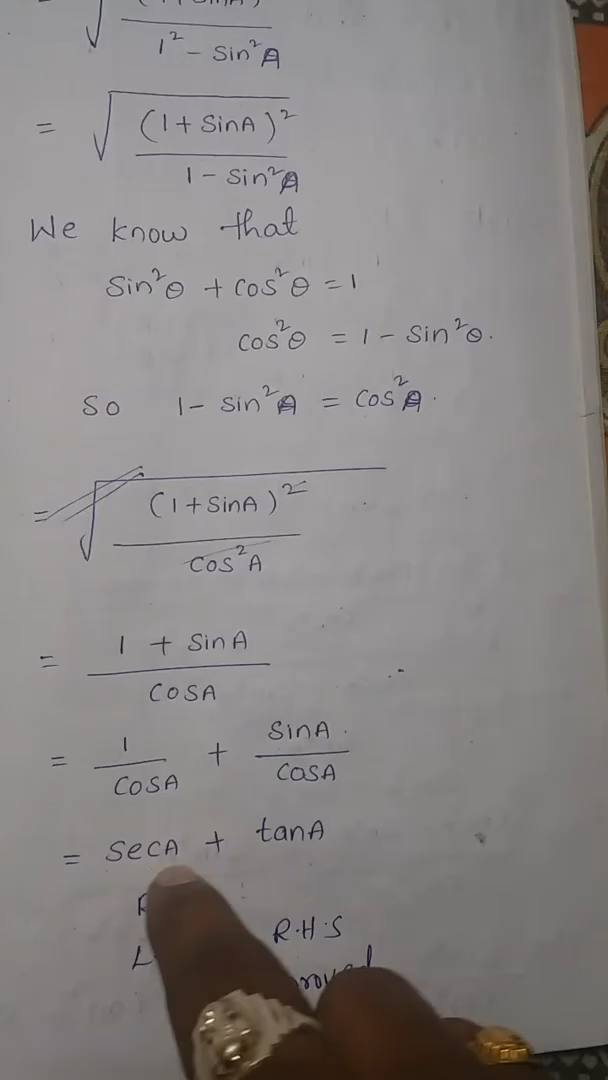 1² - sin²A
= √(1 + sinA)² / 1 - sin²A
We know that
sin²θ + cos²θ = 1
cos²θ = 1 - sin²θ.
So 1 - sin²A = cos²A.
= √(1 + sinA)² / cos²A
= 1 + sinA / cosA
= 1 / cosA + sinA / cosA
= secA + tanA
R.H.S